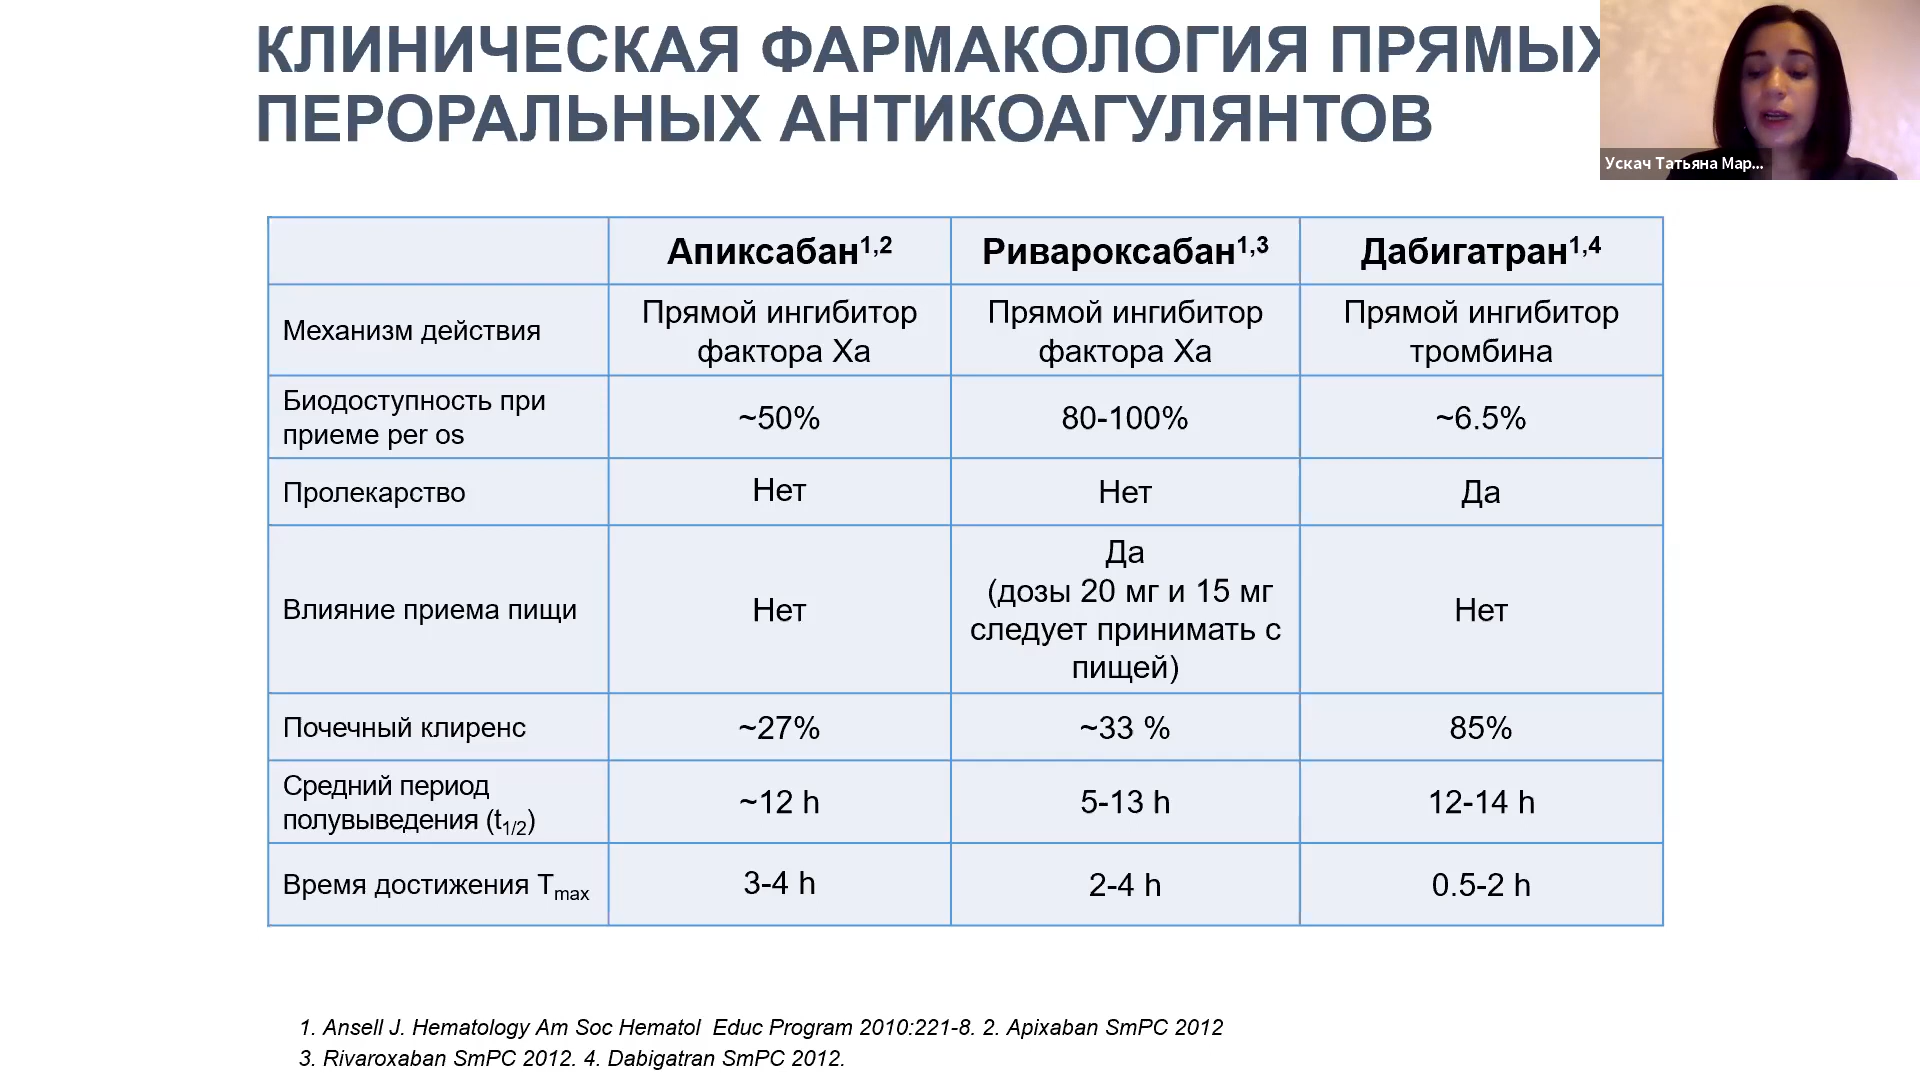 КЛИНИЧЕСКАЯ ФАРМАКОЛОГИЯ ПРЯМЫХ
ПЕРОРАЛЬНЫХ АНТИКОАГУЛЯНТОВ
Ускач Татьяна Мар...
Апиксабан1,2 Ривароксабан1,3 Дабигатран1,4
Механизм действия
Прямой ингибитор
фактора Ха
Прямой ингибитор
фактора Ха
Прямой ингибитор
тромбина
Биодоступность при
приеме per os
~50% 80-100% ~6.5%
Пролекарство Нет Нет Да
Влияние приема пищи
Нет
Да
(дозы 20 мг и 15 мг
следует принимать с
пищей)
Нет
Почечный клиренс ~27% ~33 % 85%
Средний период
полувыведения (t1/2)
~12 h 5-13 h 12-14 h
Время достижения Tmax 3-4 h 2-4 h 0.5-2 h
1. Ansell J. Hematology Am Soc Hematol Educ Program 2010:221-8. 2. Apixaban SmPC 2012
3. Rivaroxaban SmPC 2012. 4. Dabigatran SmPC 2012.